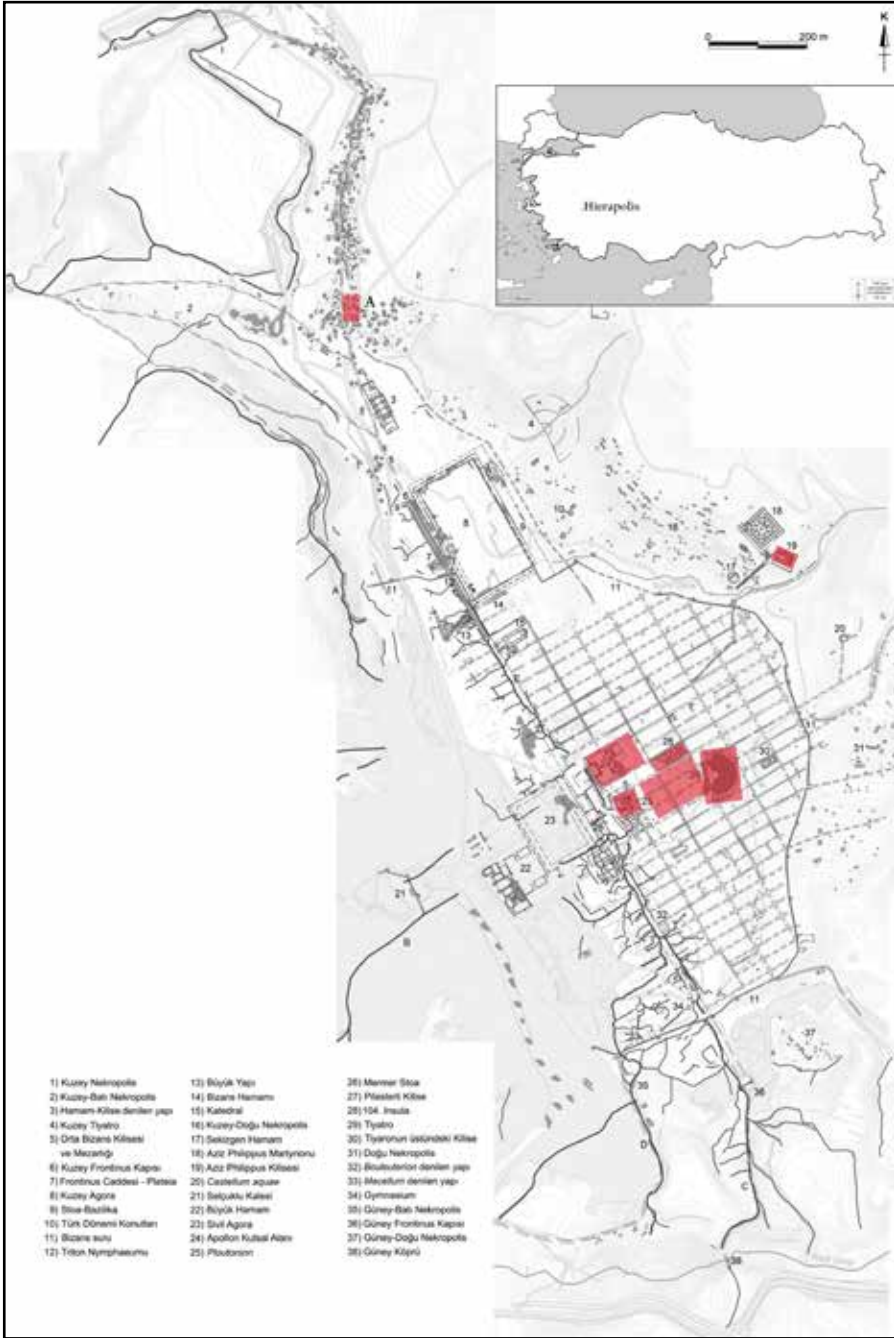 0 200 m
K
Hierapolis
A
1) Kuzey Nekropolis
2) Kuzey-Batı Nekropolis
3) Hamam-Kilise denilen yapı
4) Kuzey Tiyatro
5) Orta Bizans Kilisesi
ve Mezarlığı
6) Kuzey Frontinus Kapısı
7) Frontinus Caddesi - Plateia
8) Kuzey Agora
9) Stoa-Bazilika
10) Türk Dönemi Konutları
11) Bizans suru
12) Triton Nymphaeumu
13) Büyük Yapı
14) Bizans Hamamı
15) Katedral
16) Kuzey-Doğu Nekropolis
17) Sekizgen Hamam
18) Aziz Philippus Martyrionu
19) Aziz Philippus Kilisesi
20) Castellum aquae
21) Selçuklu Kalesi
22) Büyük Hamam
23) Sivil Agora
24) Apollon Kutsal Alanı
25) Ploutonion
26) Mermer Stoa
27) Pilasterli Kilise
28) 104. Insula
29) Tiyatro
30) Tiyatronun üstündeki Kilise
31) Doğu Nekropolis
32) Bouleuterion denilen yapı
33) Macellum denilen yapı
34) Gymnasium
35) Güney-Batı Nekropolis
36) Güney Frontinus Kapısı
37) Güney-Doğu Nekropolis
38) Güney Köprü